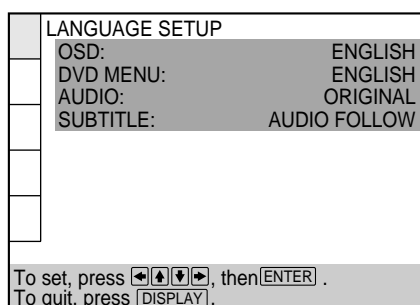 LANGUAGE SETUP
OSD: ENGLISH
DVD MENU: ENGLISH
AUDIO: ORIGINAL
SUBTITLE: AUDIO FOLLOW
To set, press ←↑↓→, then ENTER .
To quit, press DISPLAY.